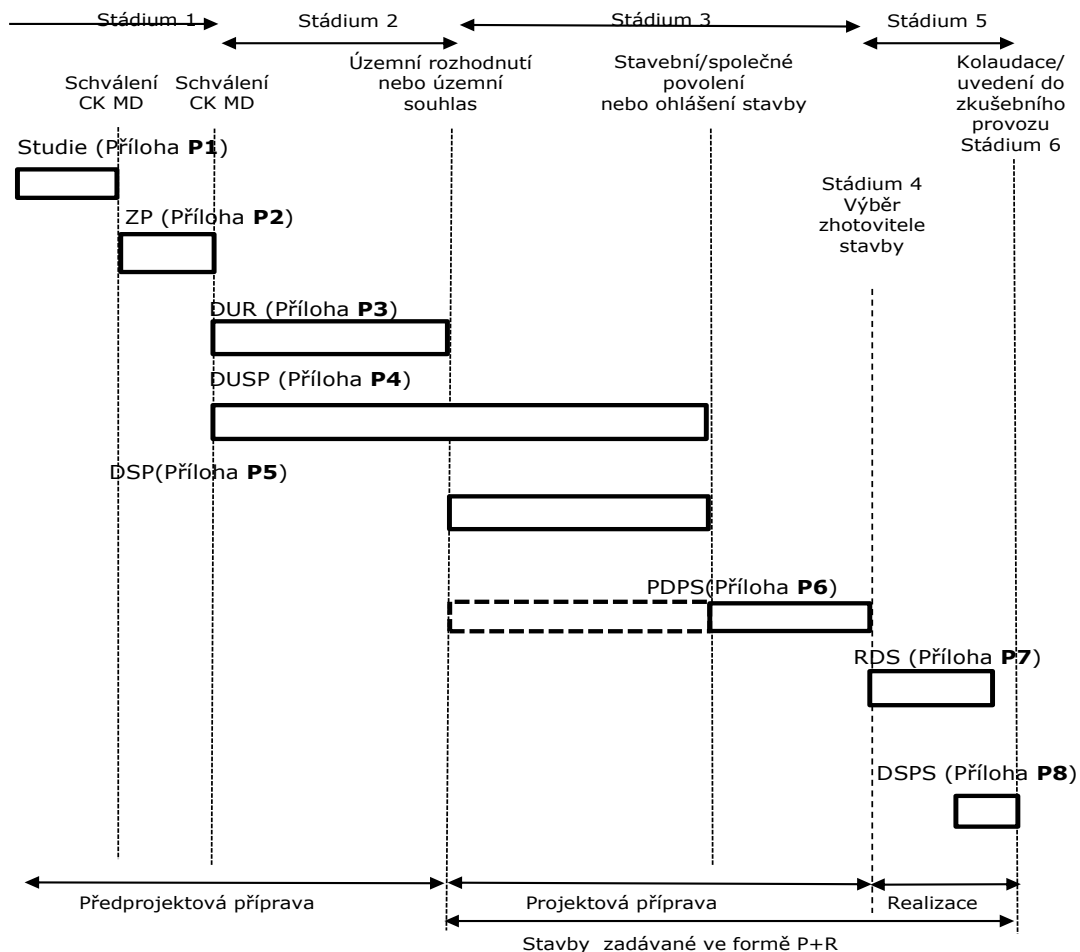 Stádium 1
Stádium 2
Stádium 3
Stádium 5
Schválení
CK MD
Schválení
CK MD
Územní rozhodnutí
nebo územní
souhlas
Stavební/společné
povolení
nebo ohlášení stavby
Kolaudace/
uvedení do
zkušebního
provozu
Stádium 6
Studie (Příloha P1)
Stádium 4
Výběr
zhotovitele
stavby
ZP (Příloha P2)
DUR (Příloha P3)
DUSP (Příloha P4)
DSP(Příloha P5)
PDPS(Příloha P6)
RDS (Příloha P7)
DSPS (Příloha P8)
Předprojektová příprava
Projektová příprava
Realizace
Stavby zadávané ve formě P+R